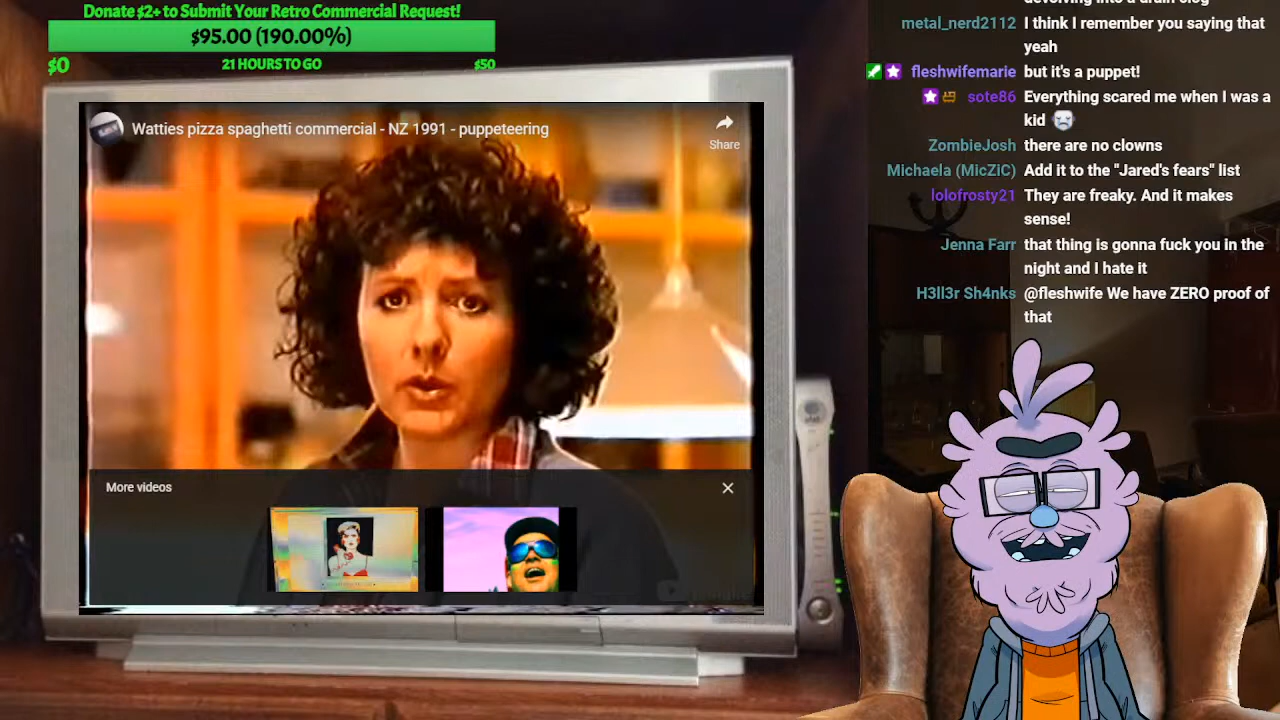 Donate $2+ to Submit Your Retro Commercial Request!
$95.00 (190.00%)
$0
21 HOURS TO GO
$50
Watties pizza spaghetti commercial - NZ 1991 - puppeteering
Share
More videos
devolving into a drain clog
metal_nerd2112 I think I remember you saying that
yeah
fleshwifemarie but it's a puppet!
sote86 Everything scared me when I was a
kid
ZombieJosh there are no clowns
Michaela (MicZiC) Add it to the "Jared's fears" list
lolofrosty21 They are freaky. And it makes
sense!
Jenna Farr that thing is gonna fuck you in the
night and I hate it
H3ll3r Sh4nks @fleshwife We have ZERO proof of
that